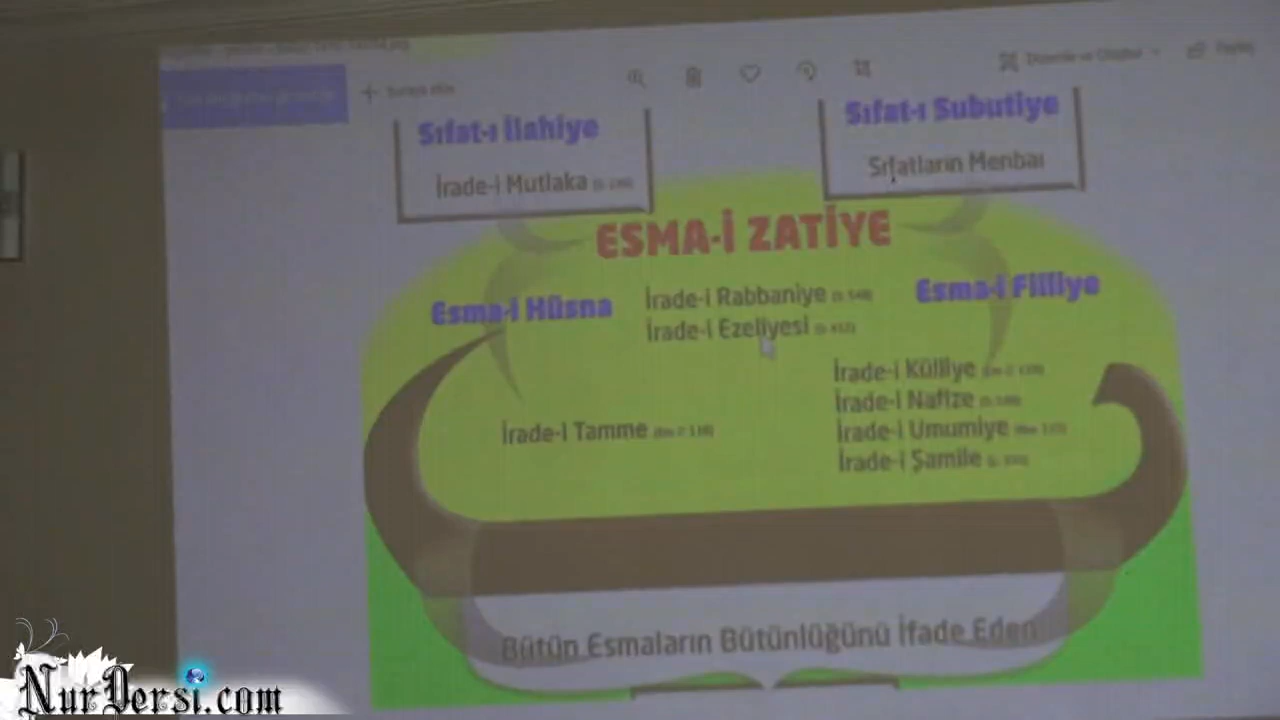 Sıfat-ı İlahiye
İrade-i Mutlaka
Sıfat-ı Subutiye
Sıfatların Menbaı
ESMA-İ ZATİYE
Esma-i Hüsna
İrade-i Rabbaniye
İrade-i Ezeliyesi
Esma-i Filliye
İrade-i Külliye
İrade-i Nafize
İrade-i Umumiye
İrade-i Şamile
İrade-i Tamme
Bütün Esmaların Bütünlüğünü İfade Eden
NurDersi.com